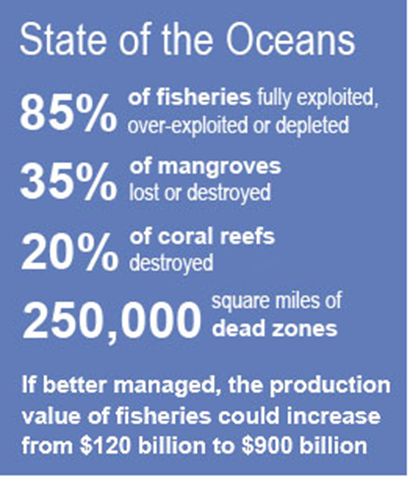 State of the Oceans
85% of fisheries fully exploited,
over-exploited or depleted
35% of mangroves
lost or destroyed
20% of coral reefs
destroyed
250,000 square miles of
dead zones
If better managed, the production
value of fisheries could increase
from $120 billion to $900 billion